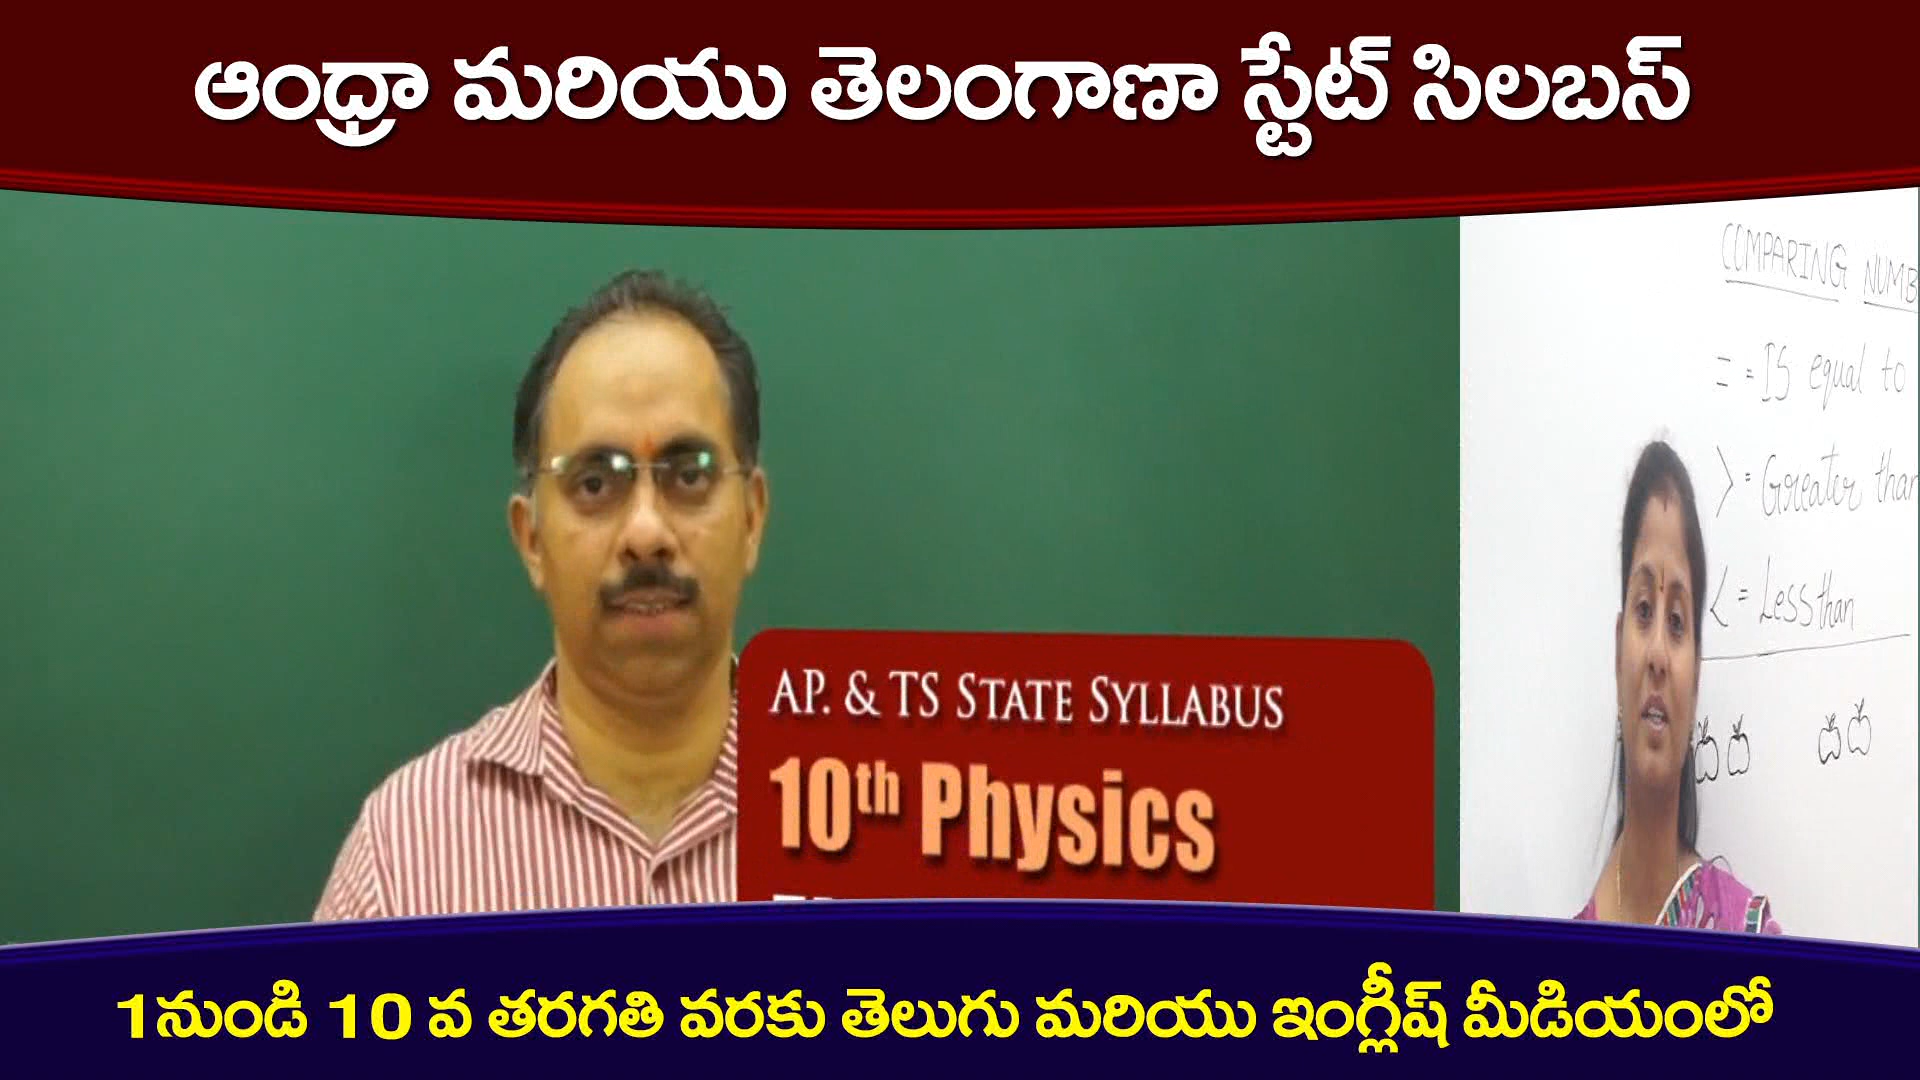 ఆంధ్రా మరియు తెలంగాణా స్టేట్ సిలబస్
COMPARING NUMB
= = IS equal to
> = Greater than
< = Less than
AP. & TS STATE SYLLABUS
10th Physics
1నుండి 10 వ తరగతి వరకు తెలుగు మరియు ఇంగ్లీష్ మీడియంలో